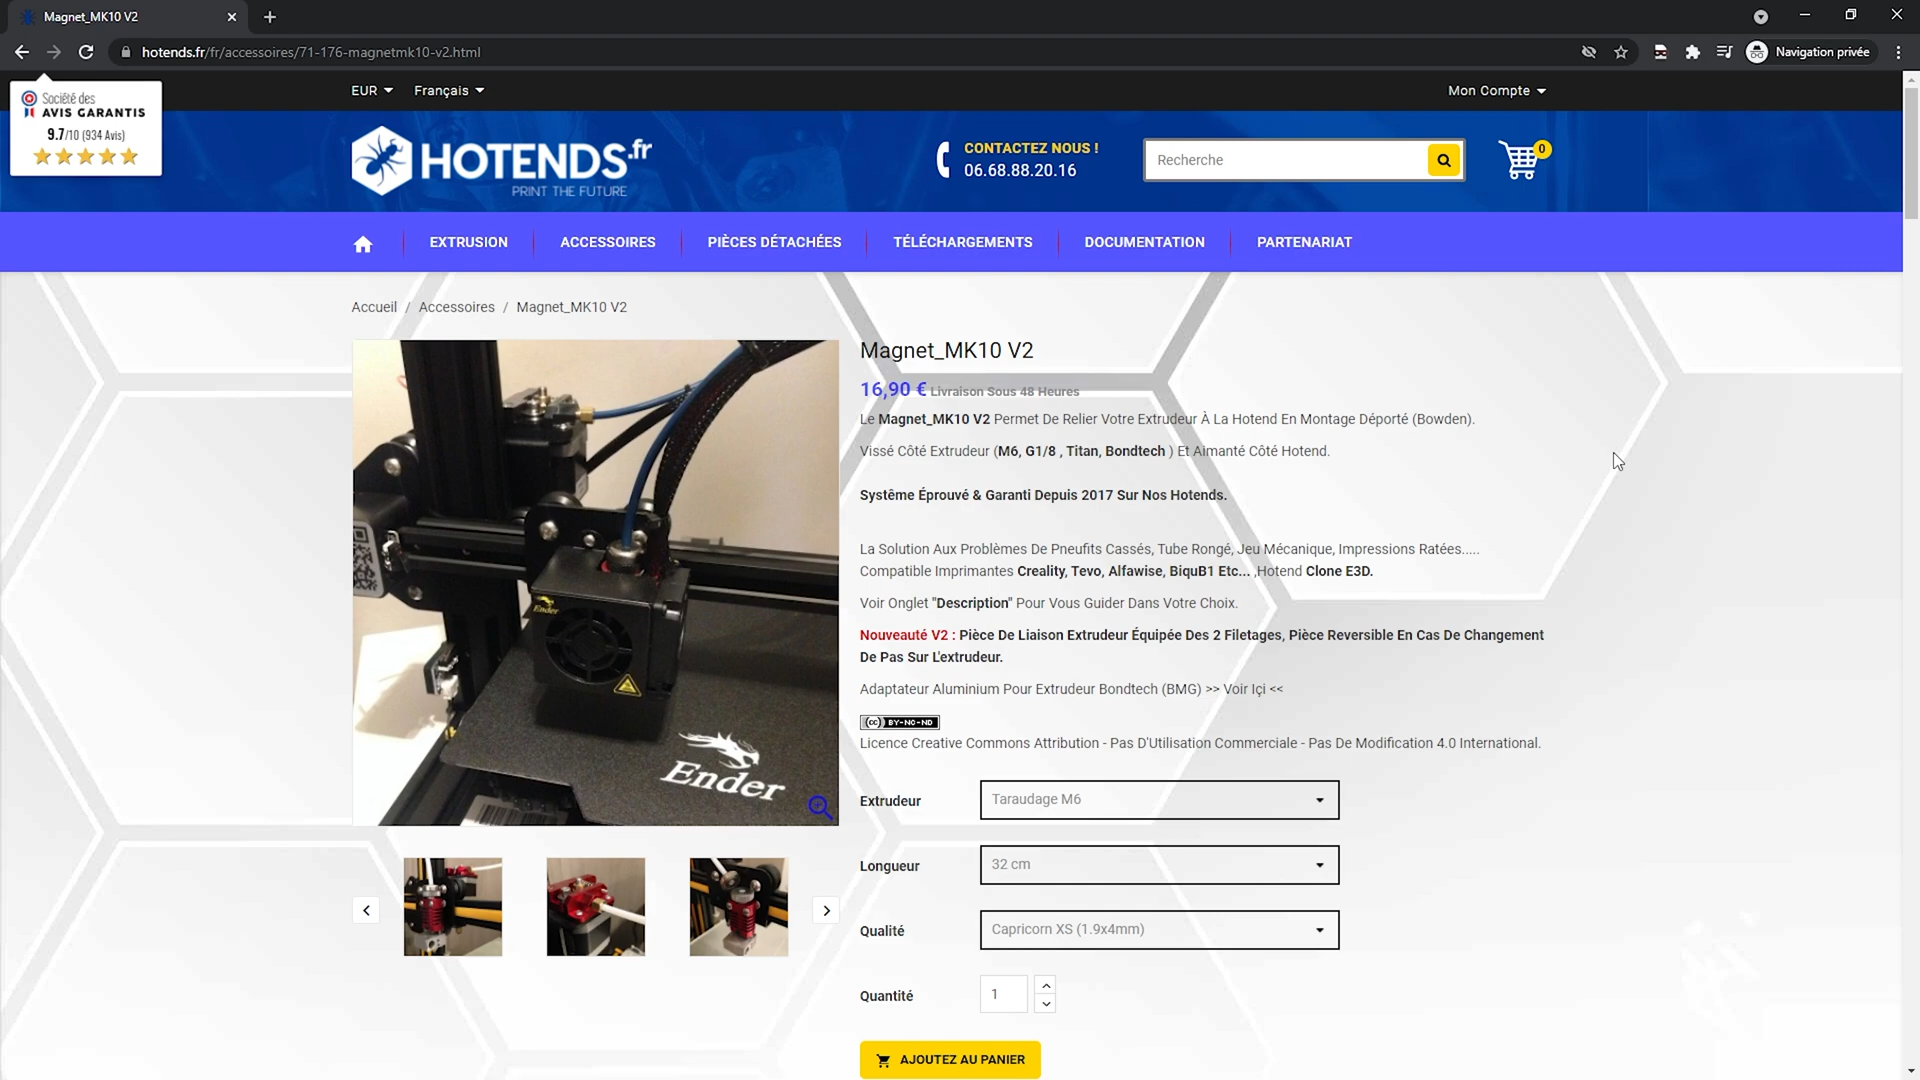 Magnet_MK10 V2
hotends.fr/fr/accessoires/71-176-magnetmk10-v2.html
Navigation privée
Société des
AVIS GARANTIS
9.7/10 (934 Avis)
EUR
Français
Mon Compte
HOTENDS.fr
PRINT THE FUTURE
CONTACTEZ NOUS !
06.68.88.20.16
Recherche
0
EXTRUSION
ACCESSOIRES
PIÈCES DÉTACHÉES
TÉLÉCHARGEMENTS
DOCUMENTATION
PARTENARIAT
Accueil / Accessoires / Magnet_MK10 V2
Ender
Ender
Magnet_MK10 V2
16,90 € Livraison Sous 48 Heures
Le Magnet_MK10 V2 Permet De Relier Votre Extrudeur À La Hotend En Montage Déporté (Bowden).
Vissé Côté Extrudeur (M6, G1/8 , Titan, Bondtech ) Et Aimanté Côté Hotend.
Système Éprouvé & Garanti Depuis 2017 Sur Nos Hotends.
La Solution Aux Problèmes De Pneufits Cassés, Tube Rongé, Jeu Mécanique, Impressions Ratées.....
Compatible Imprimantes Creality, Tevo, Alfawise, BiquB1 Etc... ,Hotend Clone E3D.
Voir Onglet "Description" Pour Vous Guider Dans Votre Choix.
Nouveauté V2 : Pièce De Liaison Extrudeur Équipée Des 2 Filetages, Pièce Reversible En Cas De Changement
De Pas Sur L'extrudeur.
Adaptateur Aluminium Pour Extrudeur Bondtech (BMG) >> Voir Içi <<
(cc) BY-NC-ND
Licence Creative Commons Attribution - Pas D'Utilisation Commerciale - Pas De Modification 4.0 International.
Extrudeur
Taraudage M6
Longueur
32 cm
Qualité
Capricorn XS (1.9x4mm)
Quantité
1
AJOUTEZ AU PANIER